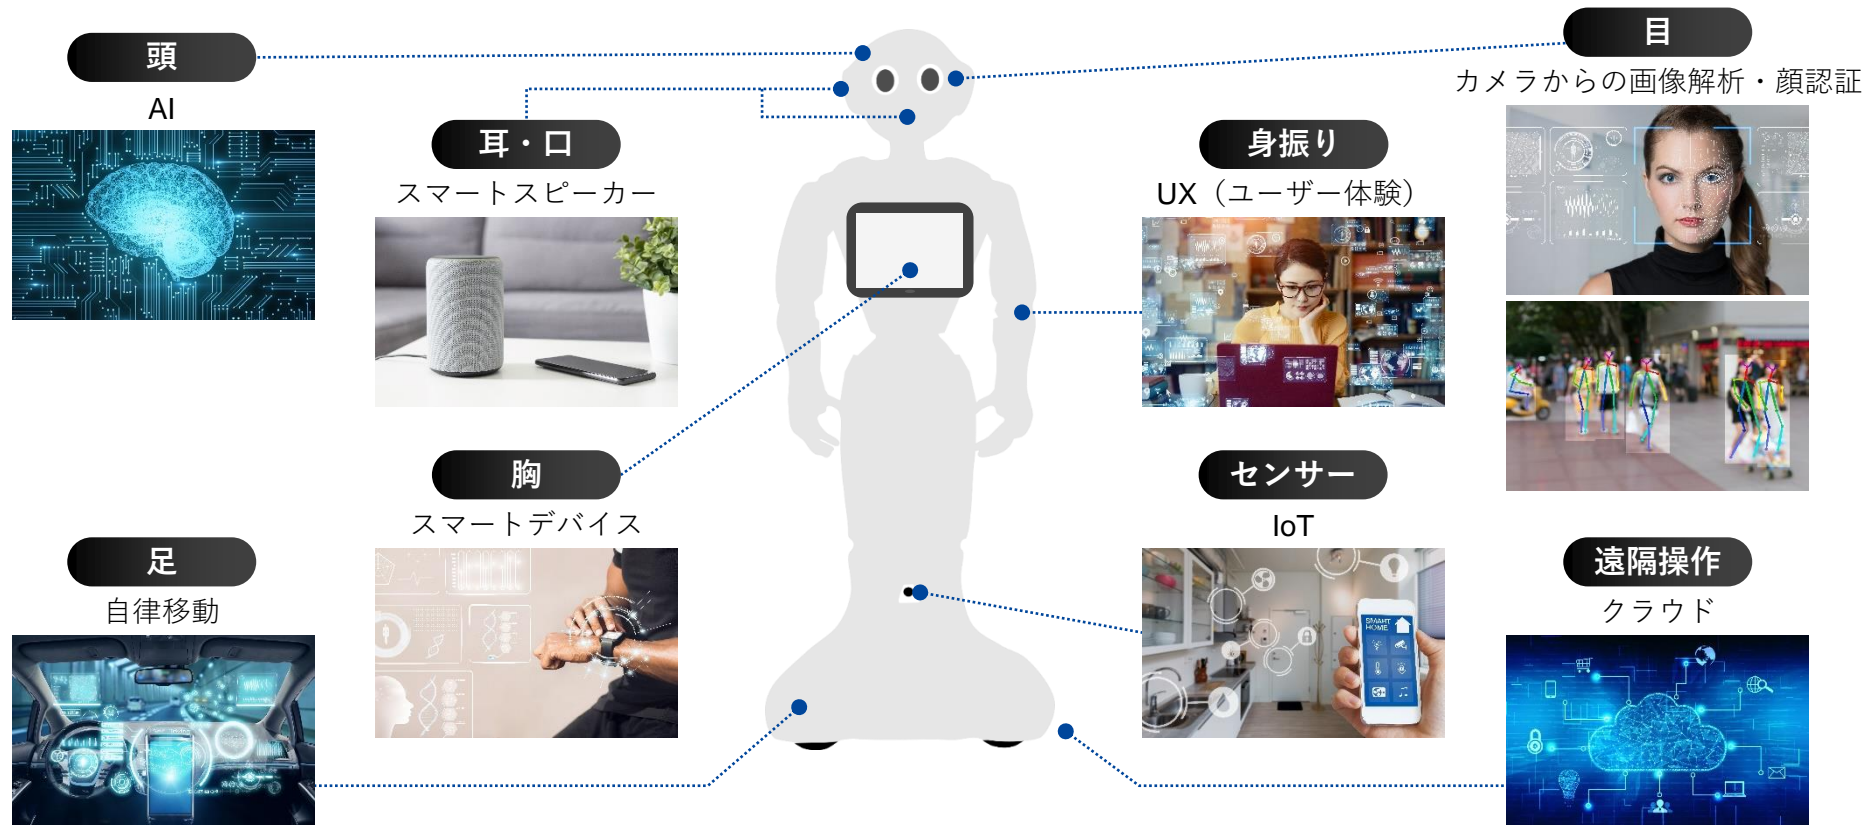 頭
AI
耳・口
スマートスピーカー
胸
スマートデバイス
足
自律移動
目
カメラからの画像解析・顔認証
身振り
UX（ユーザー体験）
センサー
IoT
SMART
HOME
遠隔操作
クラウド